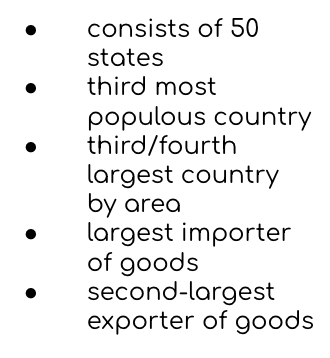 ● consists of 50
states
● third most
populous country
● third/fourth
largest country
by area
● largest importer
of goods
● second-largest
exporter of goods